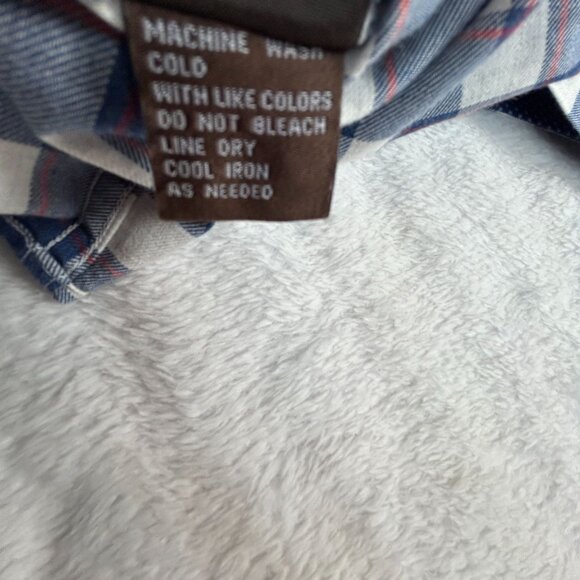 MACHINE WASH
COLD
WITH LIKE COLORS
DO NOT BLEACH
LINE DRY
COOL IRON
AS NEEDED